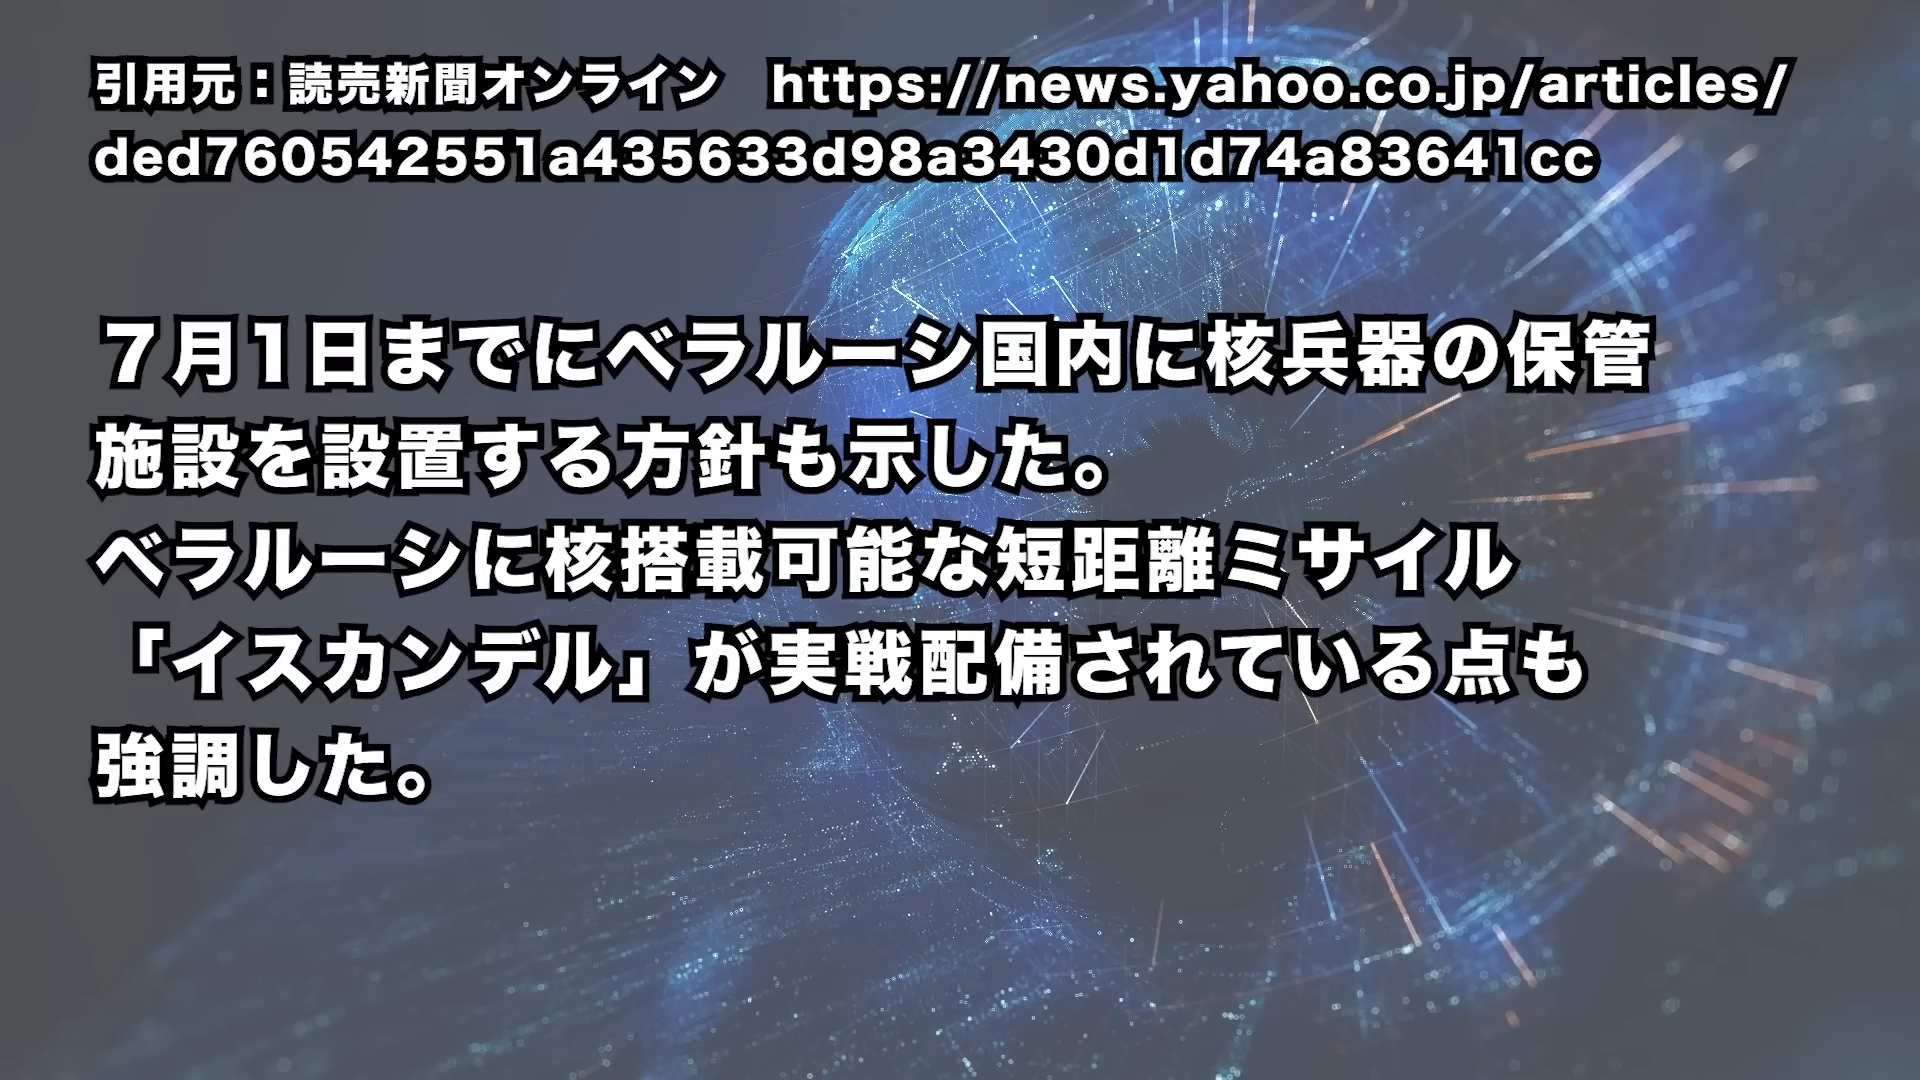 引用元：読売新聞オンライン　https://news.yahoo.co.jp/articles/
ded760542551a435633d98a3430d1d74a83641cc
７月1日までにベラルーシ国内に核兵器の保管
施設を設置する方針も示した。
ベラルーシに核搭載可能な短距離ミサイル
「イスカンデル」が実戦配備されている点も
強調した。